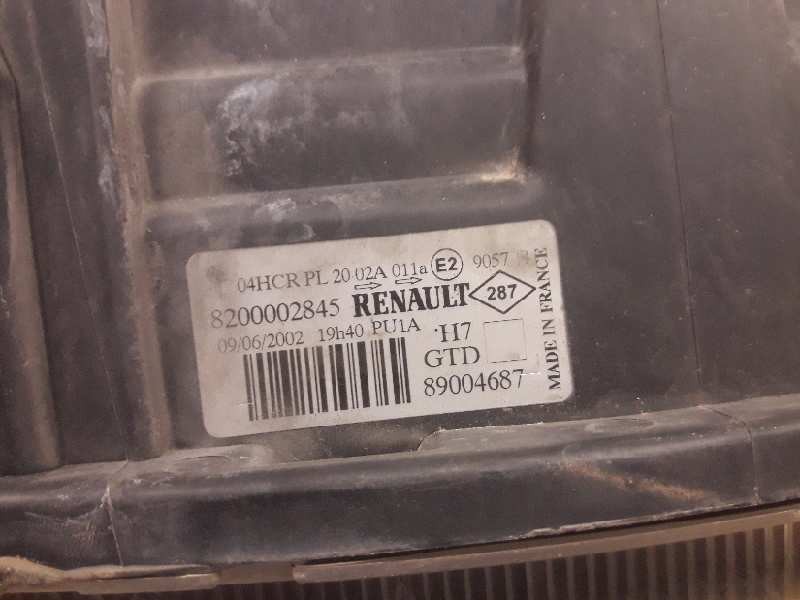 04HCR PL 20 02A 011a E2 9057
8200002845 RENAULT 287
09/06/2002 19h40 PU1A H7
GTD
89004687
MADE IN FRANCE